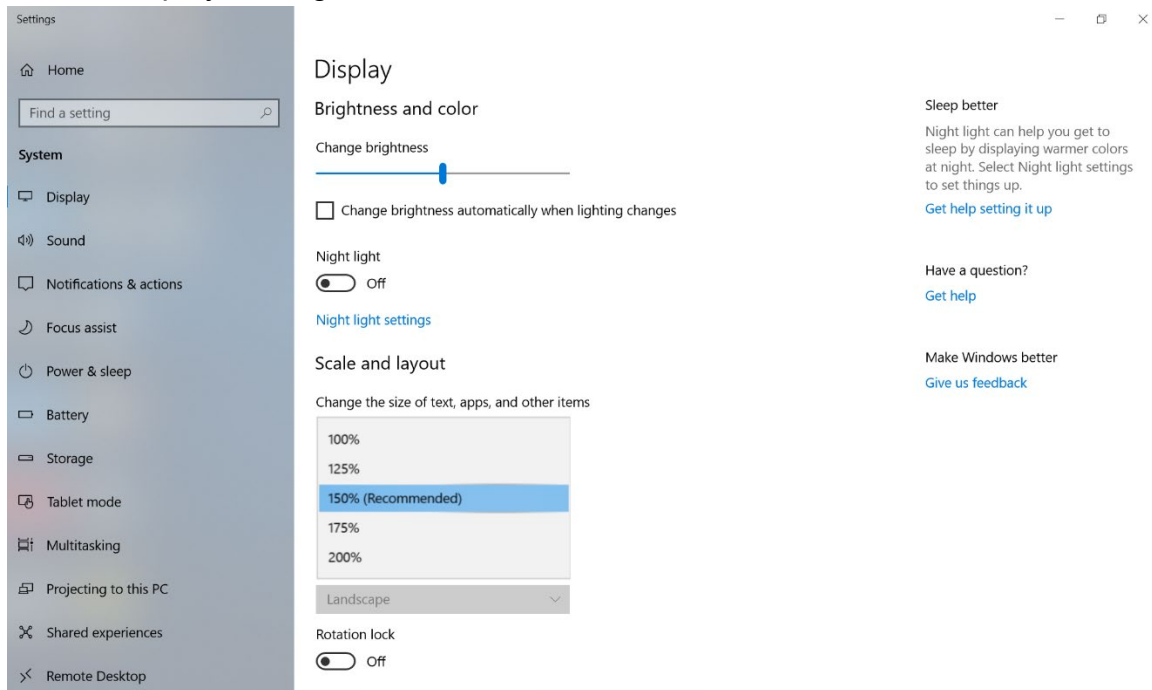 Settings
Home
Find a setting
System
Display
Sound
Notifications & actions
Focus assist
Power & sleep
Battery
Storage
Tablet mode
Multitasking
Projecting to this PC
Shared experiences
Remote Desktop
Display
Brightness and color
Change brightness
Change brightness automatically when lighting changes
Night light
Off
Night light settings
Scale and layout
Change the size of text, apps, and other items
100%
125%
150% (Recommended)
175%
200%
Landscape
Rotation lock
Off
Sleep better
Night light can help you get to
sleep by displaying warmer colors
at night. Select Night light settings
to set things up.
Get help setting it up
Have a question?
Get help
Make Windows better
Give us feedback